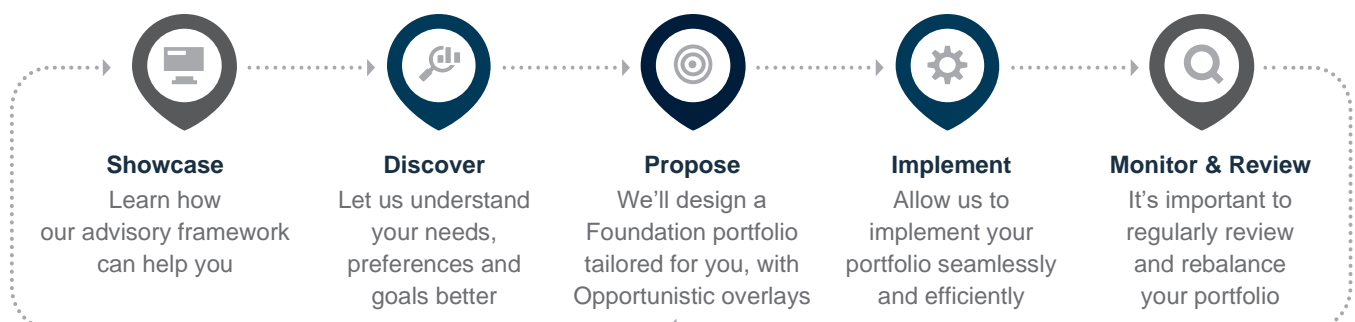 Showcase
Learn how
our advisory framework
can help you
Discover
Let us understand
your needs,
preferences and
goals better
Propose
We’ll design a
Foundation portfolio
tailored for you, with
Opportunistic overlays
Implement
Allow us to
implement your
portfolio seamlessly
and efficiently
Monitor & Review
It’s important to
regularly review
and rebalance
your portfolio